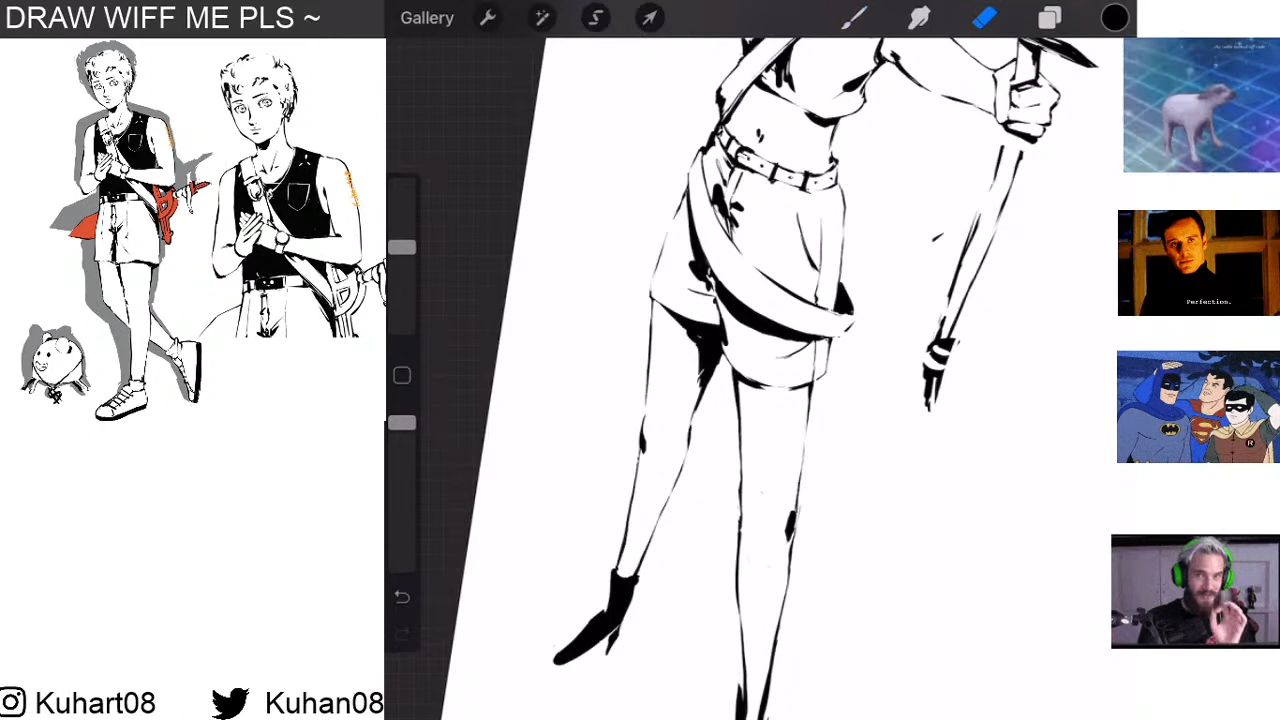 DRAW WIFF ME PLS ~
Gallery
Perfection.
Kuhart08
Kuhan08